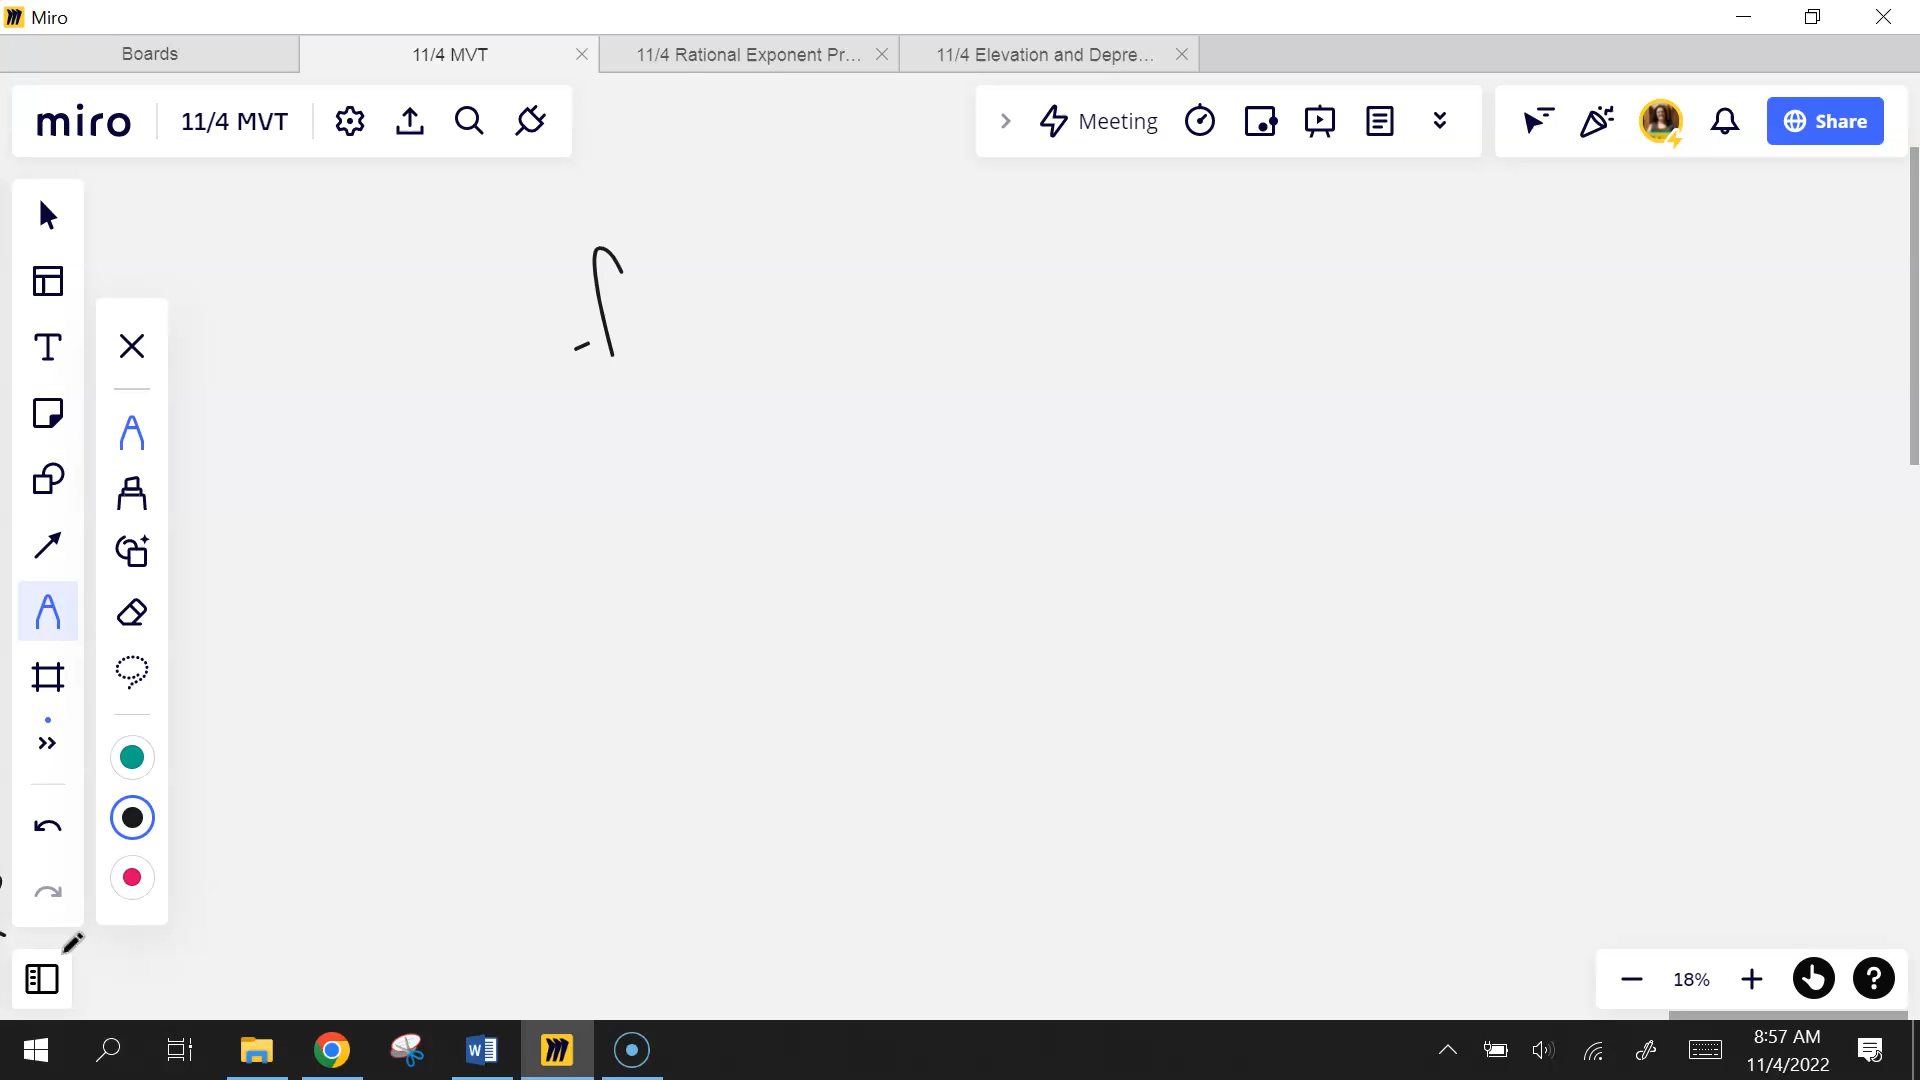 Miro
Boards
11/4 MVT
11/4 Rational Exponent Pr...
11/4 Elevation and Depre...
miro
11/4 MVT
Meeting
Share
18%
8:57 AM
11/4/2022